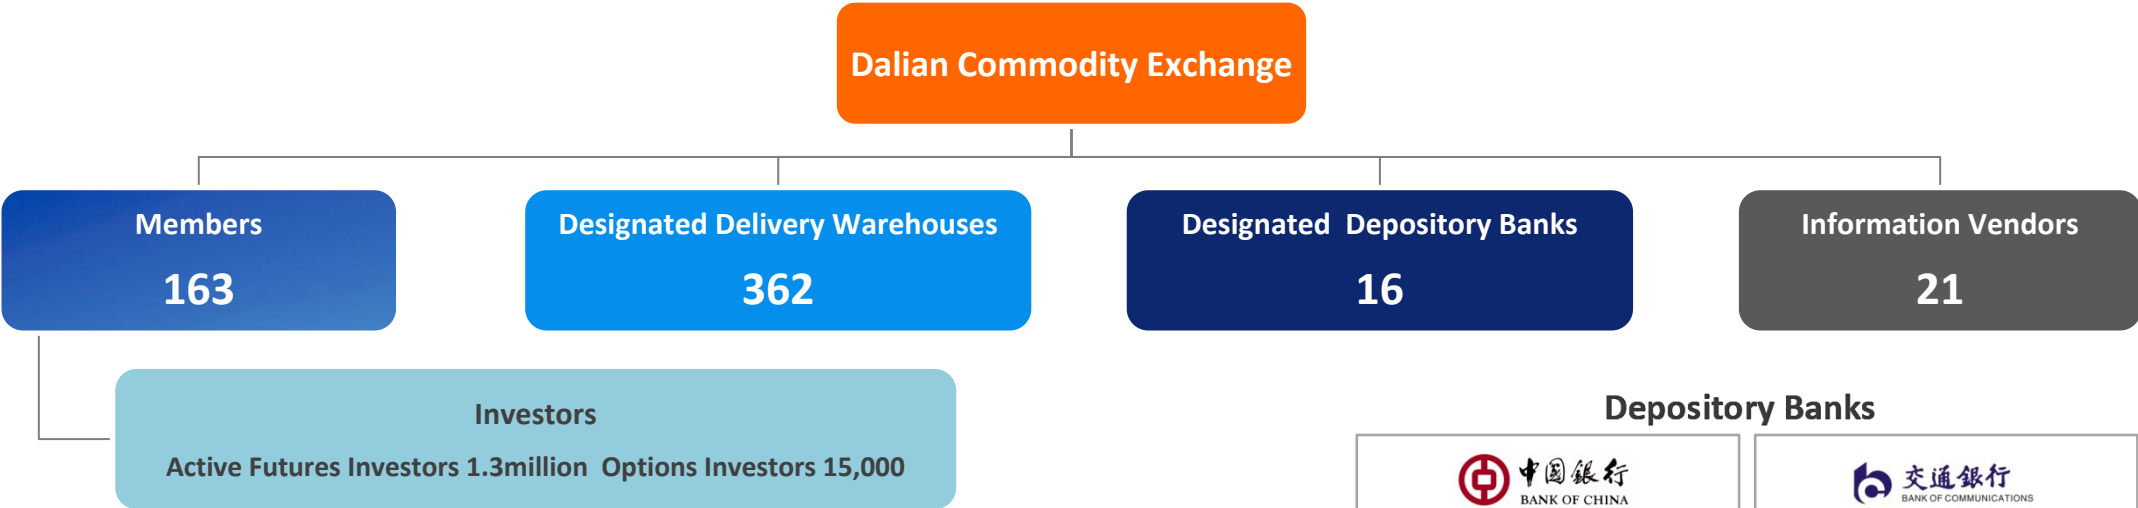 Dalian Commodity Exchange
Members
163
Designated Delivery Warehouses
362
Designated Depository Banks
16
Information Vendors
21
Investors
Active Futures Investors 1.3million Options Investors 15,000
Depository Banks
中国银行
BANK OF CHINA
交通銀行
BANK OF COMMUNICATIONS